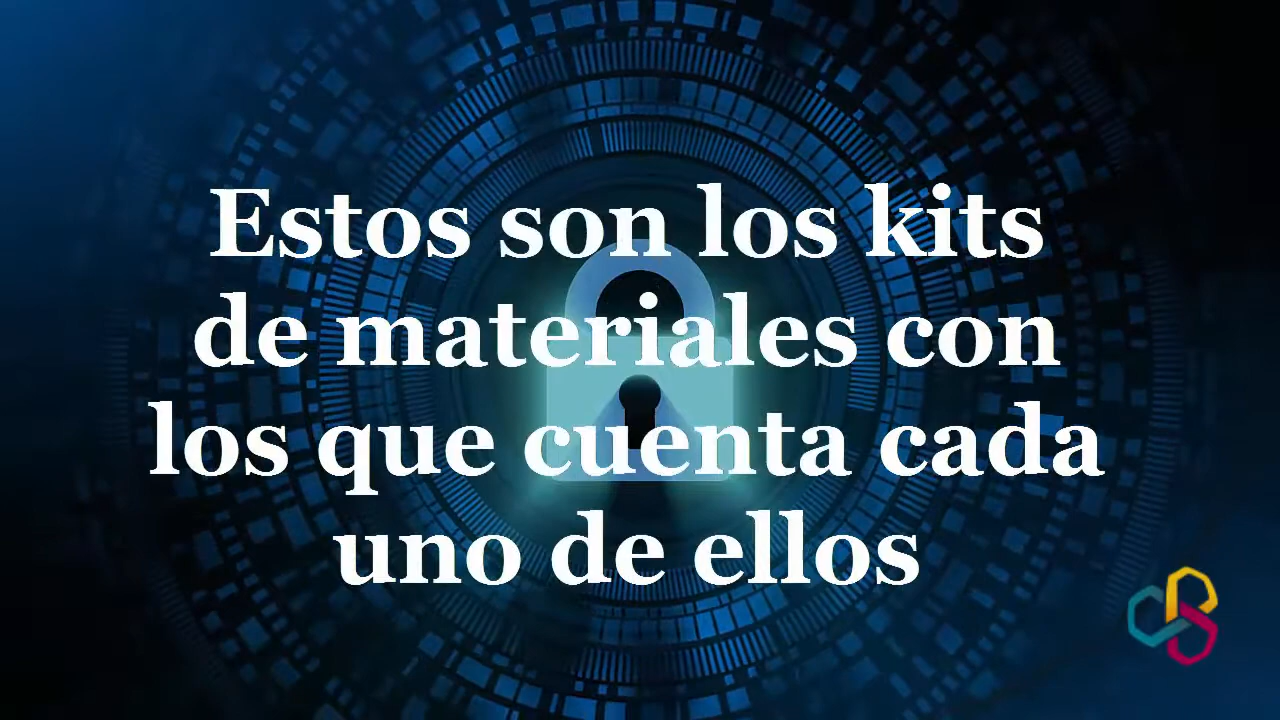 Estos son los kits
de materiales con
los que cuenta cada
uno de ellos